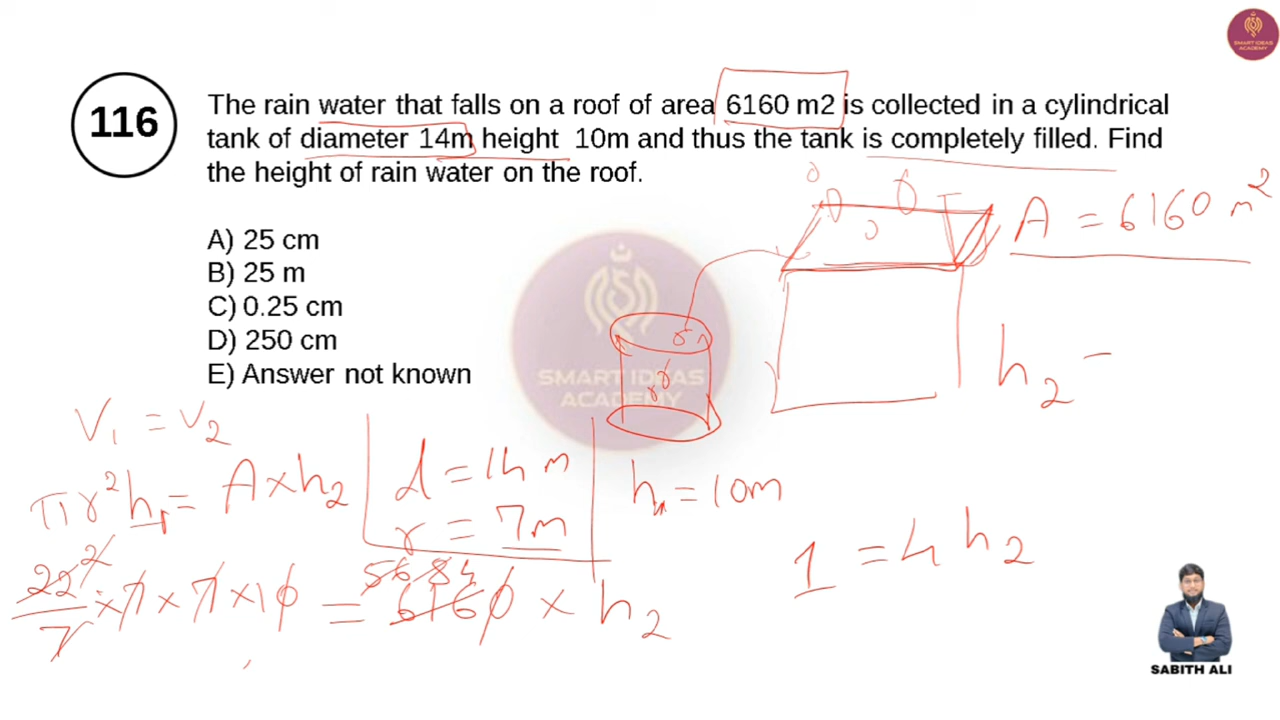 SMART IDEAS
ACADEMY
116
The rain water that falls on a roof of area 6160 m2 is collected in a cylindrical
tank of diameter 14m height 10m and thus the tank is completely filled. Find
the height of rain water on the roof.
A) 25 cm
B) 25 m
C) 0.25 cm
D) 250 cm
E) Answer not known
SMART IDEAS
ACADEMY
A = 6160 m²
h₂ =
V₁ = V₂
πr²h₁ = A×h₂
d = 14 m
r = 7m
h₁ = 10m
22/7 × 7 × 7 × 10 = 6160 × h₂
1 = 4 h₂
SABITH ALI